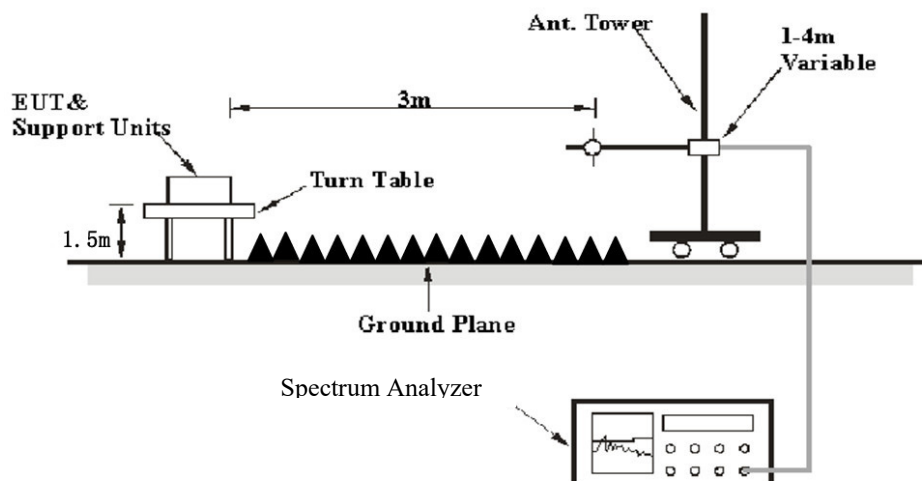 Ant. Tower
1-4m
Variable
3m
EUT&
Support Units
Turn Table
1.5m
Ground Plane
Spectrum Analyzer